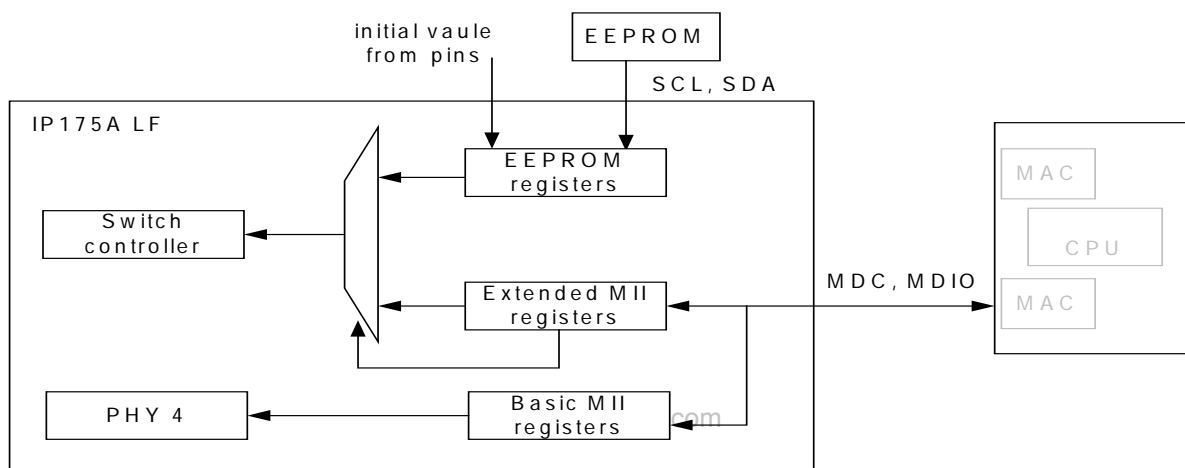 initial vaule
from pins
EEPROM
SCL, SDA
IP175A LF
EEPROM
registers
MAC
Switch
controller
CPU
MDC, MDIO
Extended MII
registers
MAC
PHY 4
Basic MII
registers
com